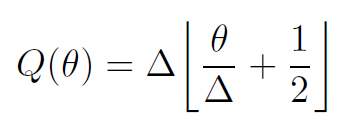 Q(θ) = Δ⌊θ/Δ + 1/2⌋